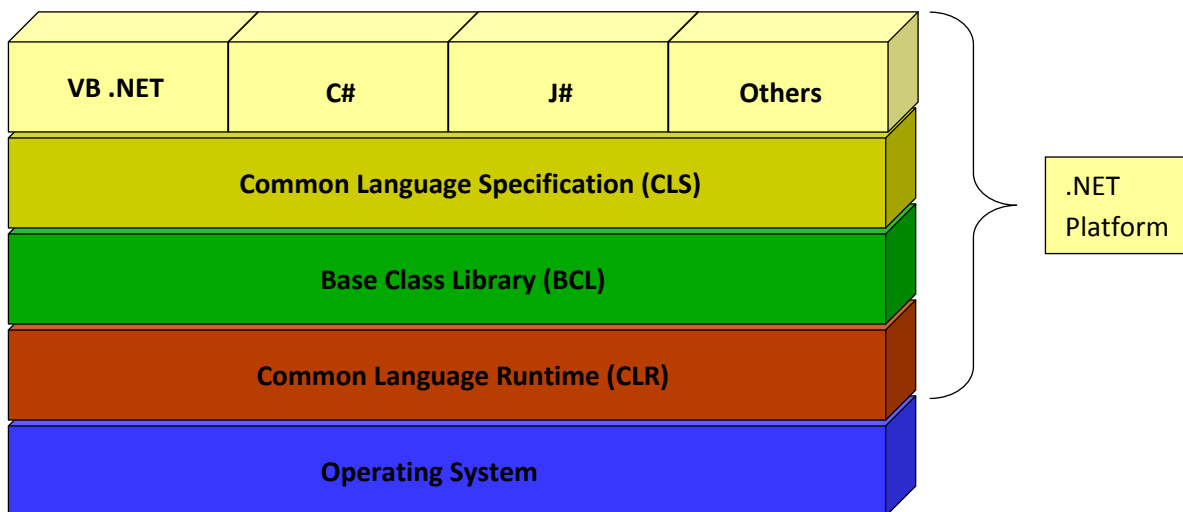 VB .NET
C#
J#
Others
Common Language Specification (CLS)
Base Class Library (BCL)
Common Language Runtime (CLR)
Operating System
.NET
Platform